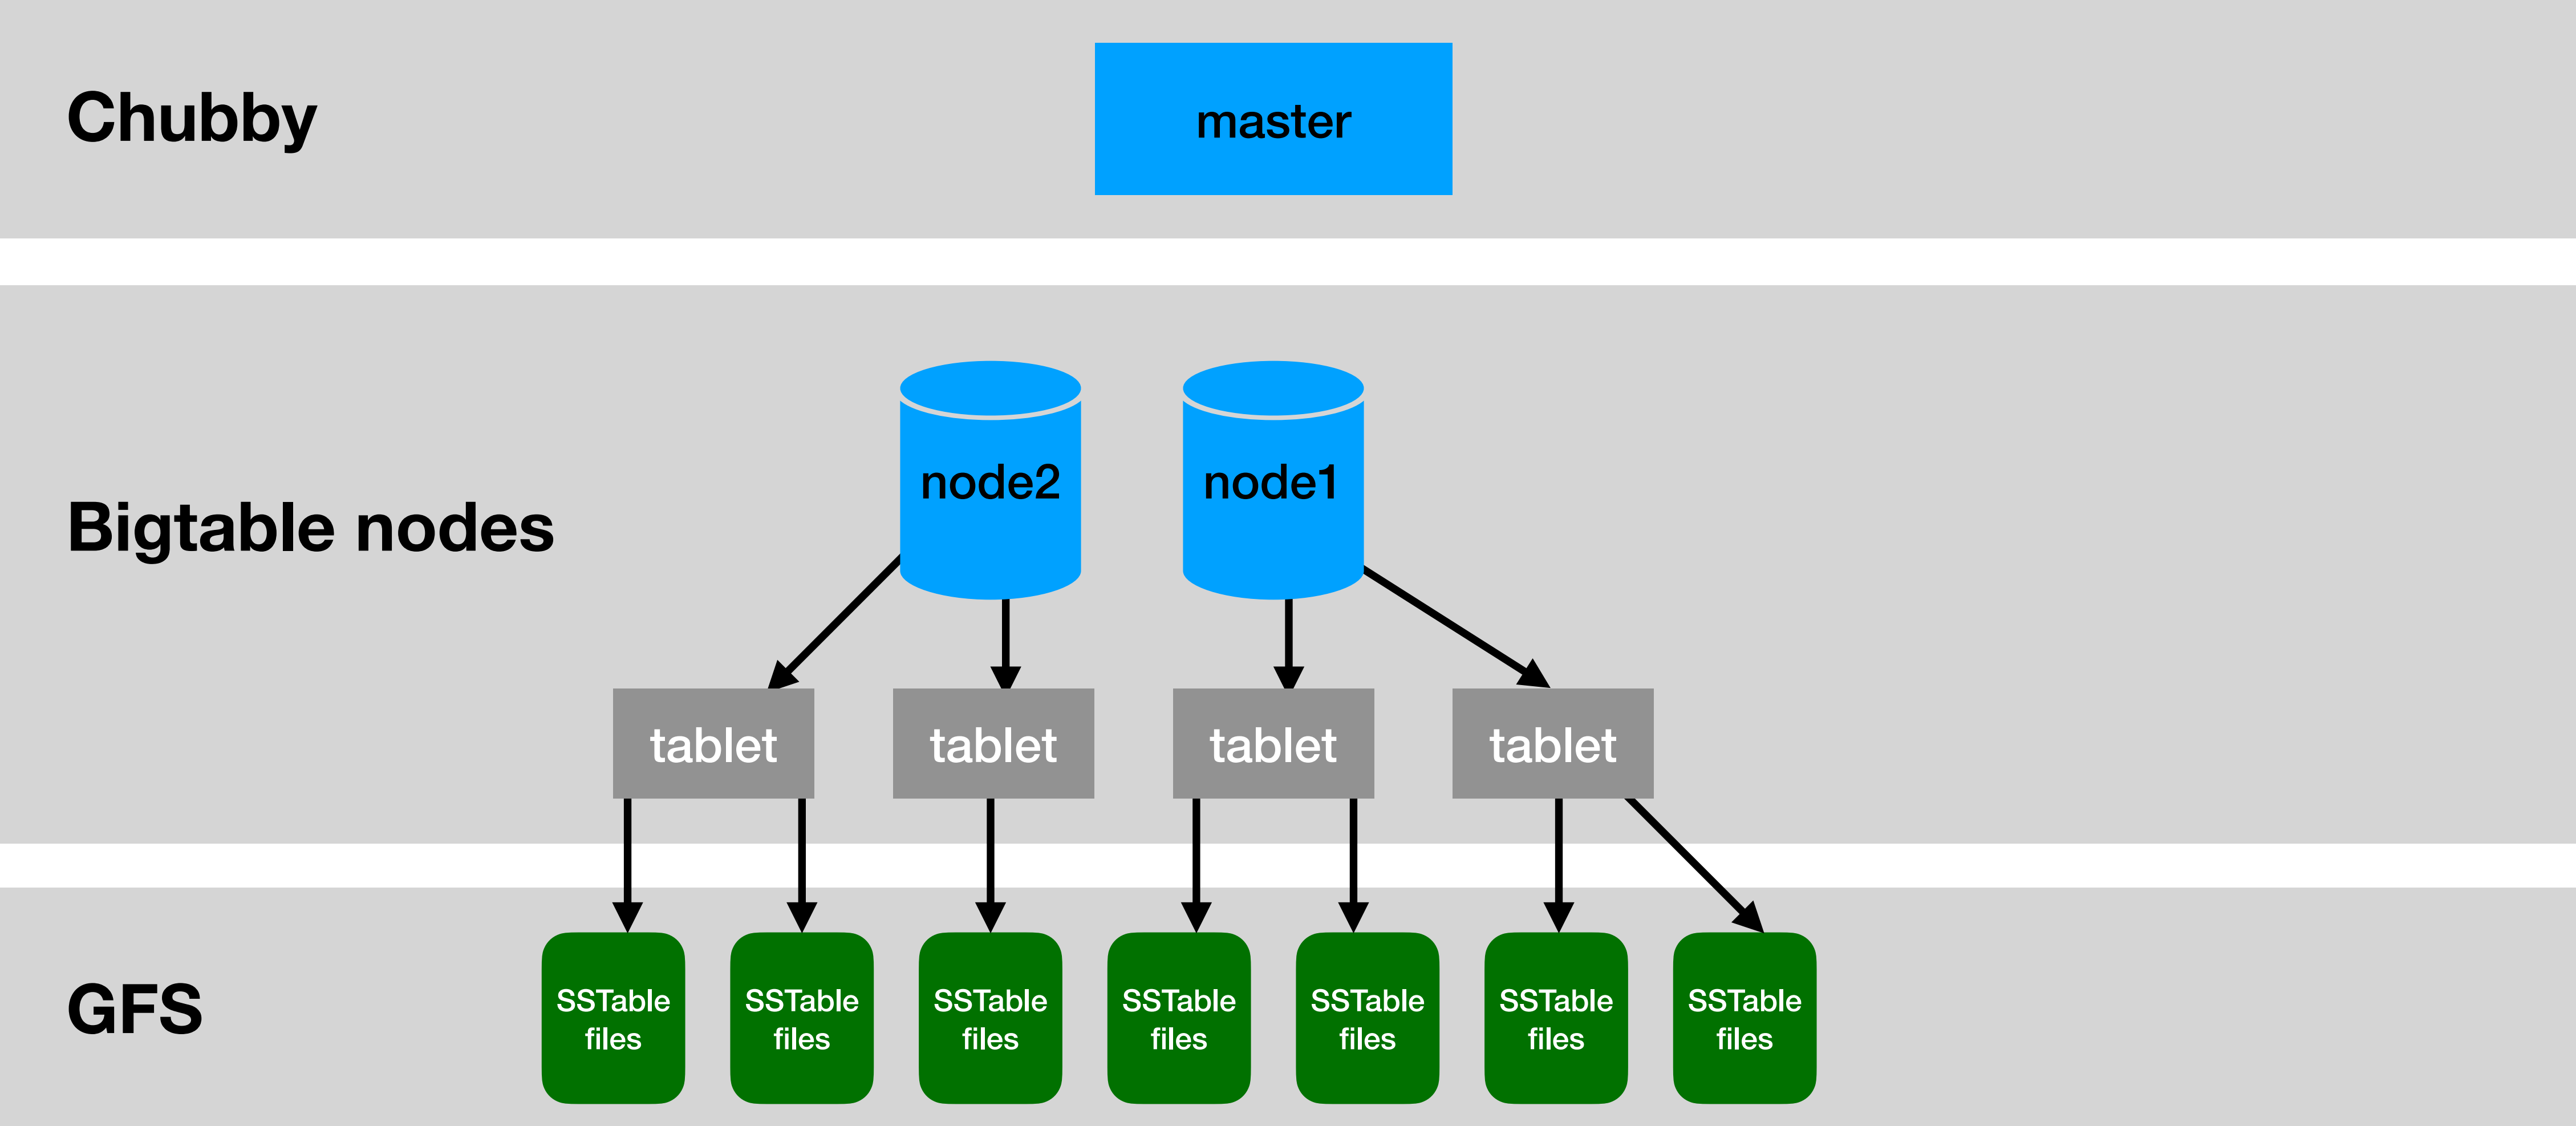 Chubby
master
node2
node1
Bigtable nodes
tablet
tablet
tablet
tablet
GFS
SSTable
files
SSTable
files
SSTable
files
SSTable
files
SSTable
files
SSTable
files
SSTable
files